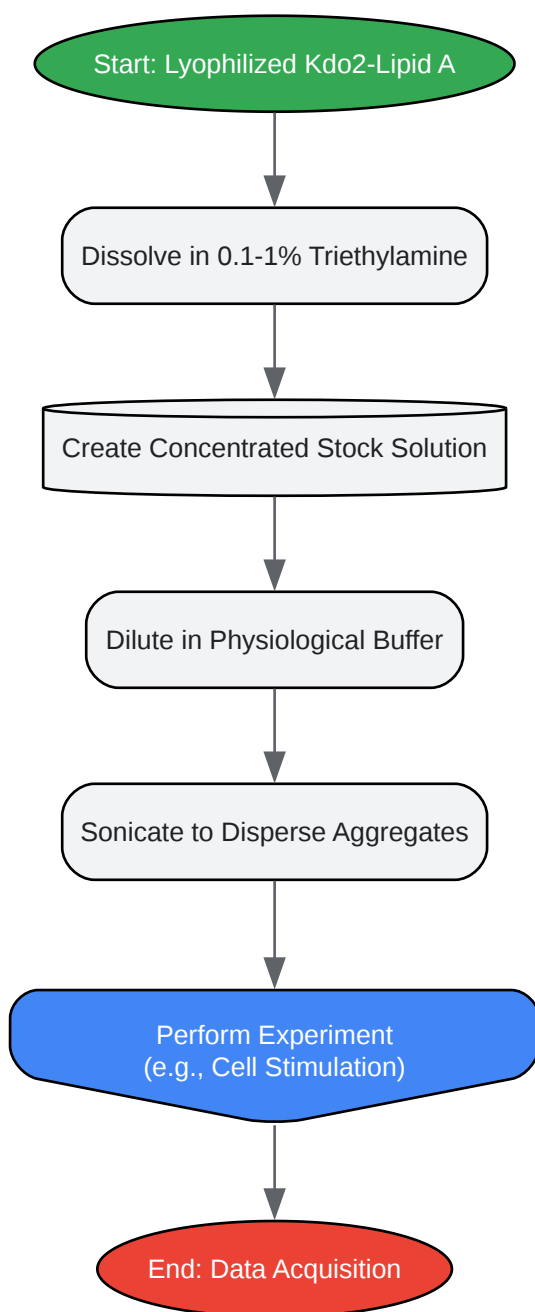 Start: Lyophilized Kdo2-Lipid A
Dissolve in 0.1-1% Triethylamine
Create Concentrated Stock Solution
Dilute in Physiological Buffer
Sonicate to Disperse Aggregates
Perform Experiment
(e.g., Cell Stimulation)
End: Data Acquisition